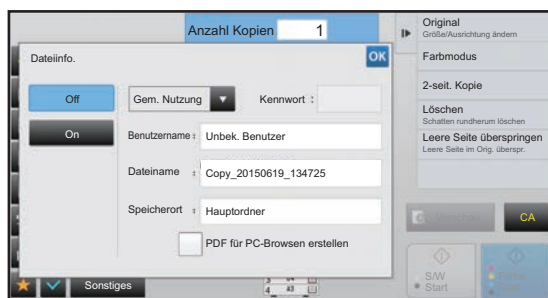 Anzahl Kopien 1
Dateiinfo.
OK
Off
On
Gem. Nutzung
Kennwort :
Benutzername :
Unbek. Benutzer
Dateiname :
Copy_20150619_134725
Speicherort :
Hauptordner
PDF für PC-Browsen erstellen
Sonstiges
4 A3
Original
Größe/Ausrichtung ändern
Farbmodus
2-seit. Kopie
Löschen
Schatten rundherum löschen
Leere Seite überspringen
Leere Seite im Orig. überspr.
CA
S/W
Start